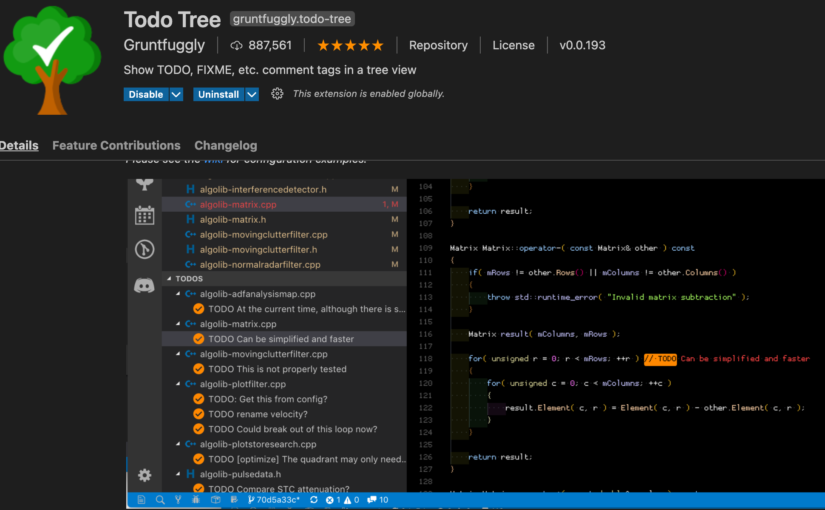 Todo Tree gruntfuggly.todo-tree
Gruntfuggly 887,561 Repository License v0.0.193
Show TODO, FIXME, etc. comment tags in a tree view
Disable Uninstall This extension is enabled globally.
Details Feature Contributions Changelog
Please see the wiki for configuration examples.
algolib-interferencedetector.h M
algolib-matrix.cpp 1, M
algolib-matrix.h M
algolib-movingclutterfilter.cpp M
algolib-movingclutterfilter.h M
algolib-normalradarfilter.cpp M
TODOS
algolib-adfanalysismap.cpp
TODO At the current time, although there is s...
algolib-matrix.cpp
TODO Can be simplified and faster
algolib-movingclutterfilter.cpp
TODO This is not properly tested
algolib-plotfilter.cpp
TODO: Get this from config?
TODO rename velocity?
TODO Could break out of this loop now?
algolib-plotstoresearch.cpp
TODO [optimize] The quadrant may only need...
algolib-pulsedata.h
TODO Compare STC attenuation?
104 }
105
106 return result;
107 }
108
109 Matrix Matrix::operator-( const Matrix& other ) const
110 {
111 if( mRows != other.Rows() || mColumns != other.Columns() )
112 {
113 throw std::runtime_error( "Invalid matrix subtraction" );
114 }
115
116 Matrix result( mColumns, mRows );
117
118 for( unsigned r = 0; r < mRows; ++r ) // TODO Can be simplified and faster
119 {
120 for( unsigned c = 0; c < mColumns; ++c )
121 {
122 result.Element( c, r ) = Element( c, r ) - other.Element( c, r );
123 }
124 }
125
126 return result;
127 }
128
70d5a33c* 1 0 10